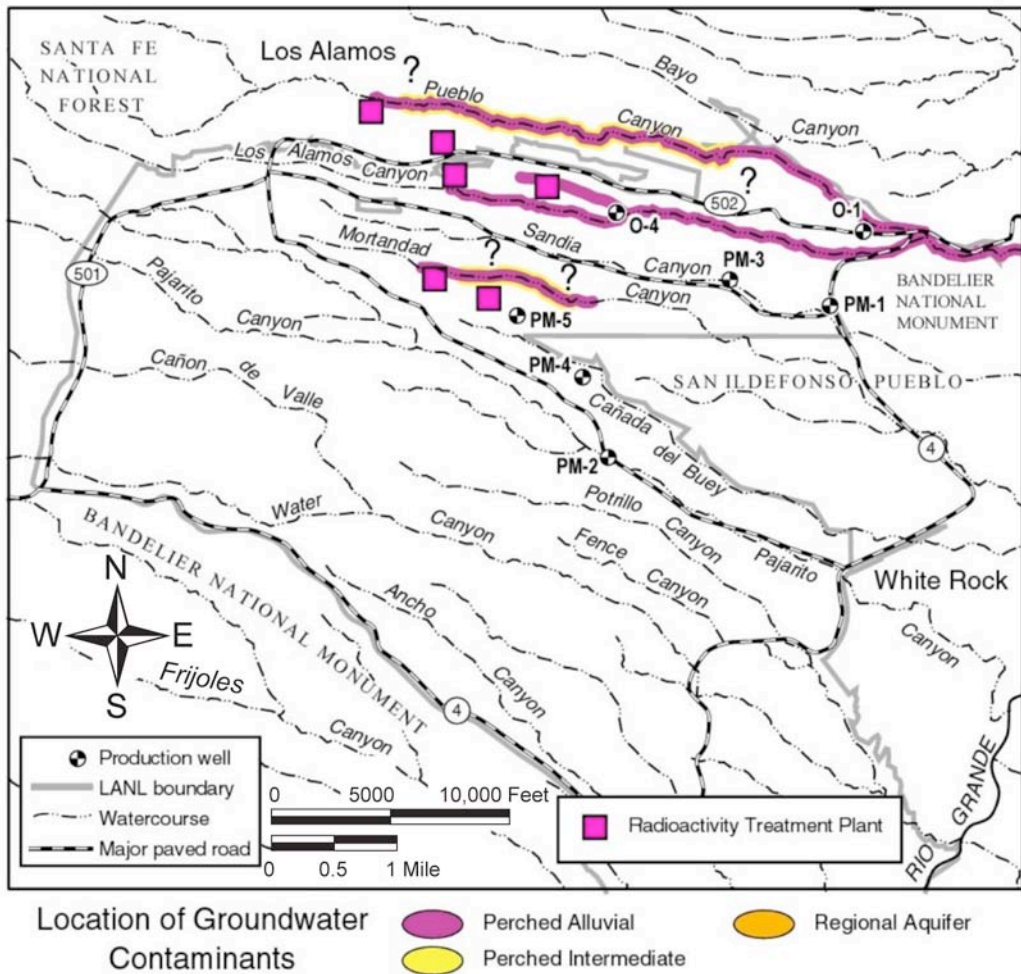 SANTA FE
NATIONAL
FOREST
Los Alamos
?
Pueblo
Canyon
Bayo
Canyon
Los Alamos
Canyon
?
502
O-1
O-4
Sandia
Canyon
PM-3
PM-1
BANDELIER
NATIONAL
MONUMENT
501
Mortandad
?
?
Canyon
PM-5
Pajarito
Canyon
PM-4
SAN ILDEFONSO PUEBLO
Cañon
de
Valle
Cañada
del Buey
4
PM-2
Water
Canyon
Potrillo
Canyon
Pajarito
Fence
Canyon
White Rock
Canyon
BANDELIER NATIONAL MONUMENT
Ancho
Canyon
N
W
E
S
Frijoles
Canyon
4
RIO GRANDE
Production well
LANL boundary
Watercourse
Major paved road
0 5000 10,000 Feet
0 0.5 1 Mile
Radioactivity Treatment Plant
Location of Groundwater
Contaminants
Perched Alluvial
Perched Intermediate
Regional Aquifer